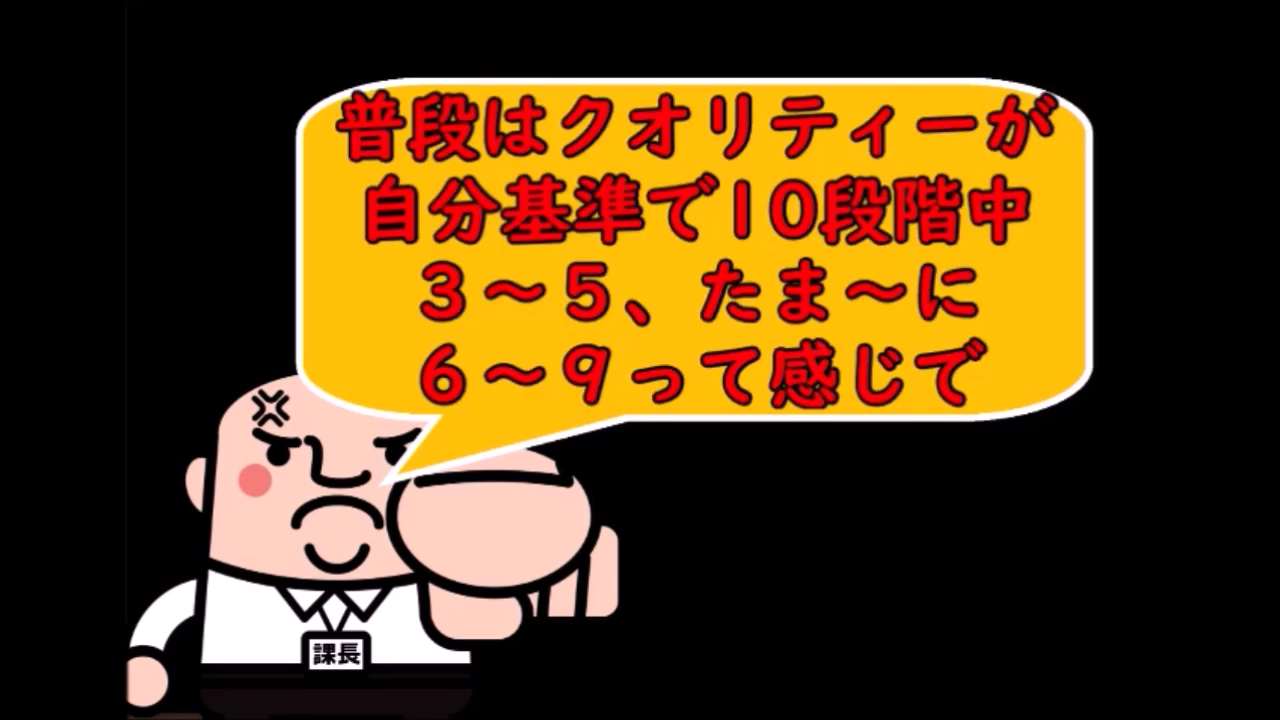 普段はクオリティーが
自分基準で10段階中
３～５、たま～に
６～９って感じで
課長